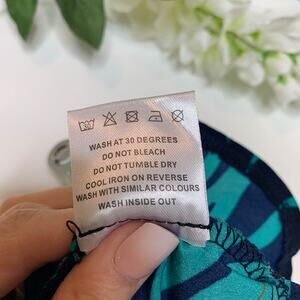 WASH AT 30 DEGREES
DO NOT BLEACH
DO NOT TUMBLE DRY
COOL IRON ON REVERSE
WASH WITH SIMILAR COLOURS
WASH INSIDE OUT